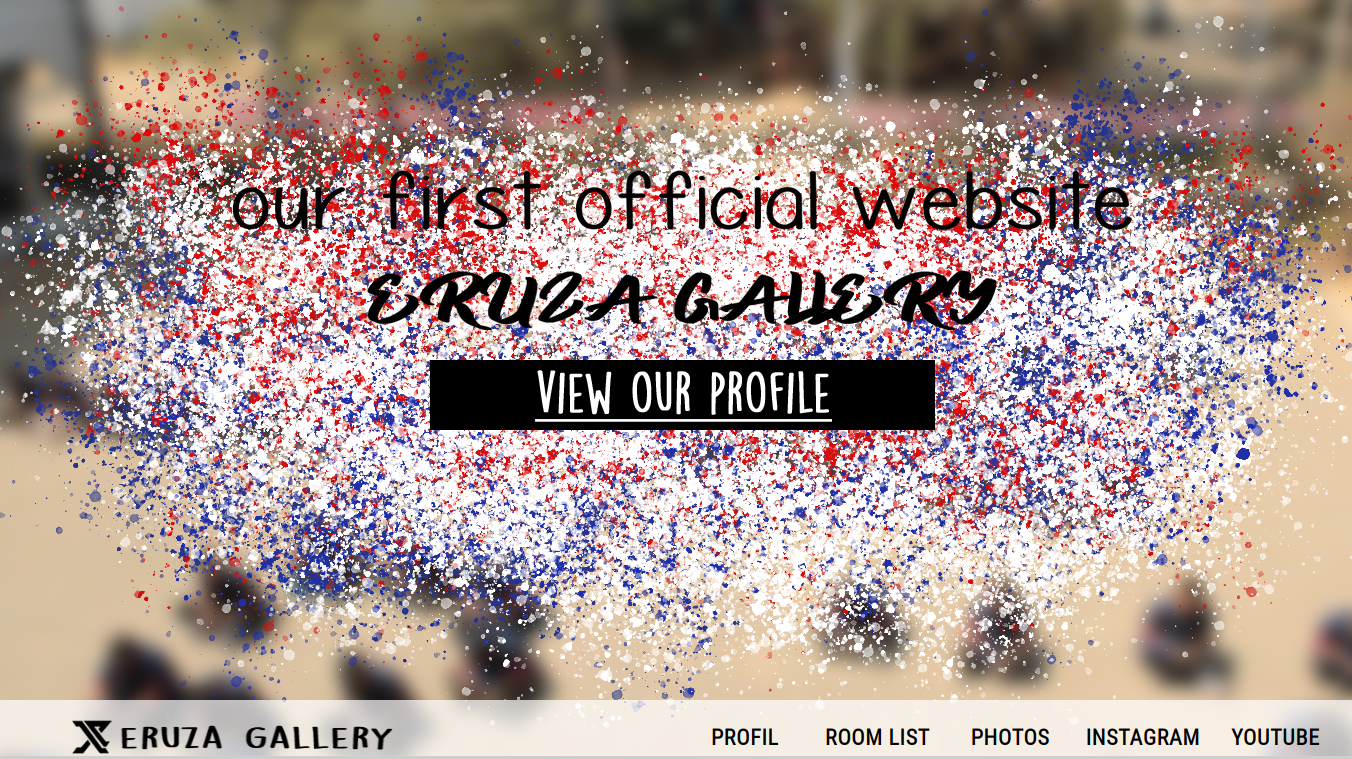 our first official website
ERUZA GALLERY
VIEW OUR PROFILE
ERUZA GALLERY
PROFIL ROOM LIST PHOTOS INSTAGRAM YOUTUBE